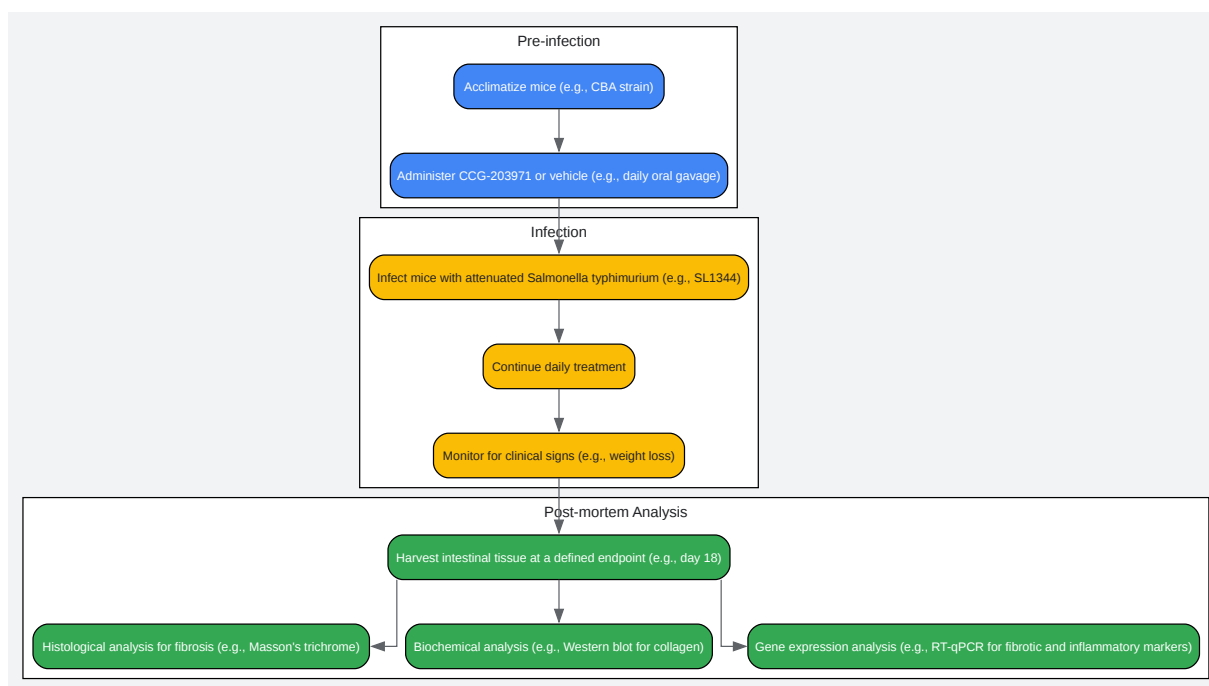 Pre-infection
Acclimatize mice (e.g., CBA strain)
Administer CCG-203971 or vehicle (e.g., daily oral gavage)
Infection
Infect mice with attenuated Salmonella typhimurium (e.g., SL1344)
Continue daily treatment
Monitor for clinical signs (e.g., weight loss)
Post-mortem Analysis
Harvest intestinal tissue at a defined endpoint (e.g., day 18)
Histological analysis for fibrosis (e.g., Masson's trichrome)
Biochemical analysis (e.g., Western blot for collagen)
Gene expression analysis (e.g., RT-qPCR for fibrotic and inflammatory markers)